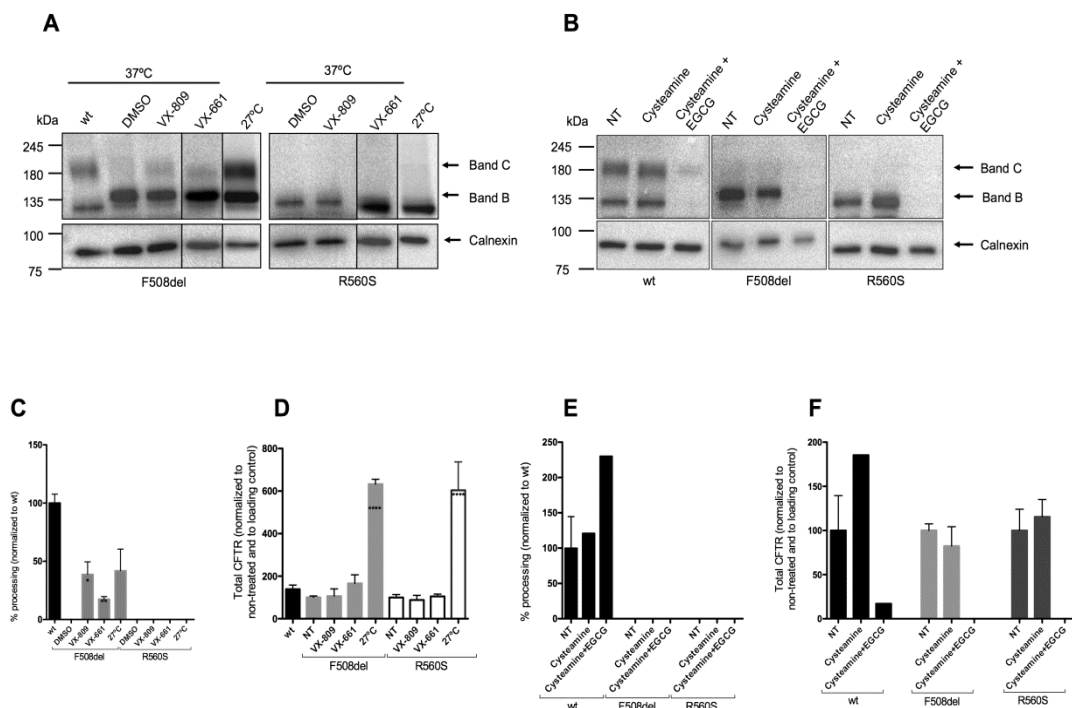 A
37ºC
37ºC
kDa
wt
DMSO
VX-809
VX-661
27ºC
DMSO
VX-809
VX-661
27ºC
245
180
135
100
75
Band C
Band B
Calnexin
F508del
R560S
B
kDa
NT
Cysteamine
Cysteamine +
EGCG
NT
Cysteamine
Cysteamine +
EGCG
NT
Cysteamine
Cysteamine +
EGCG
245
180
135
100
75
Band C
Band B
Calnexin
wt
F508del
R560S
C
% processing (normalized to wt)
150
100
50
0
*
**
wt
DMSO
VX-809
VX-661
27ºC
DMSO
VX-809
VX-661
27ºC
F508del
R560S
D
Total CFTR (normalized to
non-treated and to loading control)
800
600
400
200
0
****
****
wt
NT
VX-809
VX-661
27ºC
NT
VX-809
VX-661
27ºC
F508del
R560S
E
% processing (normalized to wt)
250
200
150
100
50
0
NT
Cysteamine
Cysteamine+EGCG
NT
Cysteamine
Cysteamine+EGCG
NT
Cysteamine
Cysteamine+EGCG
wt
F508del
R560S
F
Total CFTR (normalized to
non-treated and to loading control)
200
150
100
50
0
NT
Cysteamine
Cysteamine+EGCG
NT
Cysteamine
Cysteamine+EGCG
NT
Cysteamine
Cysteamine+EGCG
wt
F508del
R560S